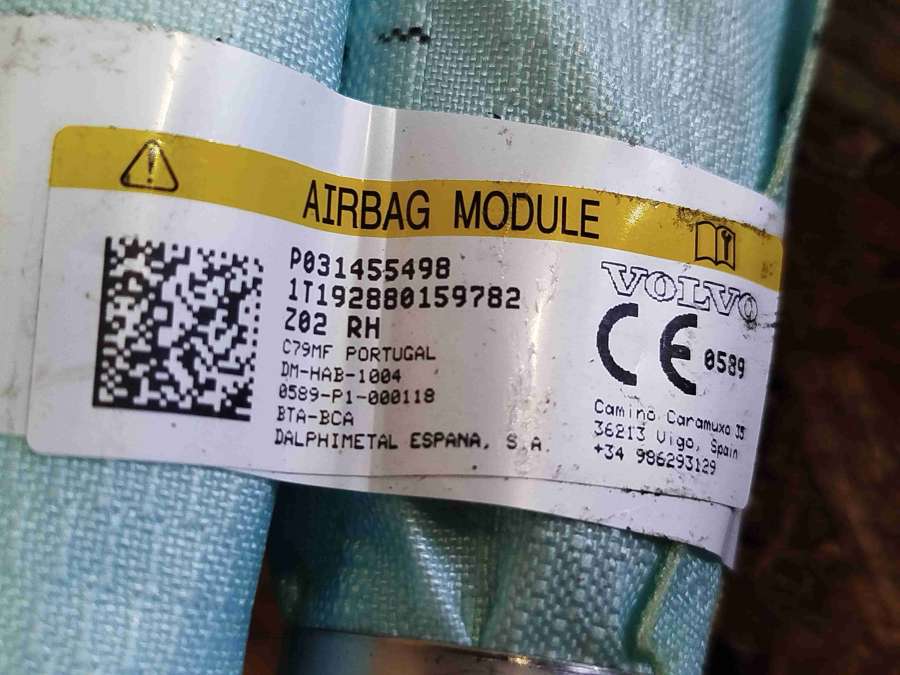 AIRBAG MODULE
P031455498
1T192880159782
Z02 RH
C79MF PORTUGAL
DM-HAB-1004
0589-P1-000118
BTA-BCA
DALPHIMETAL ESPANA, S.A.
VOLVO
CE 0589
Camino Caramuxo 35
36213 Vigo, Spain
+34 986293129